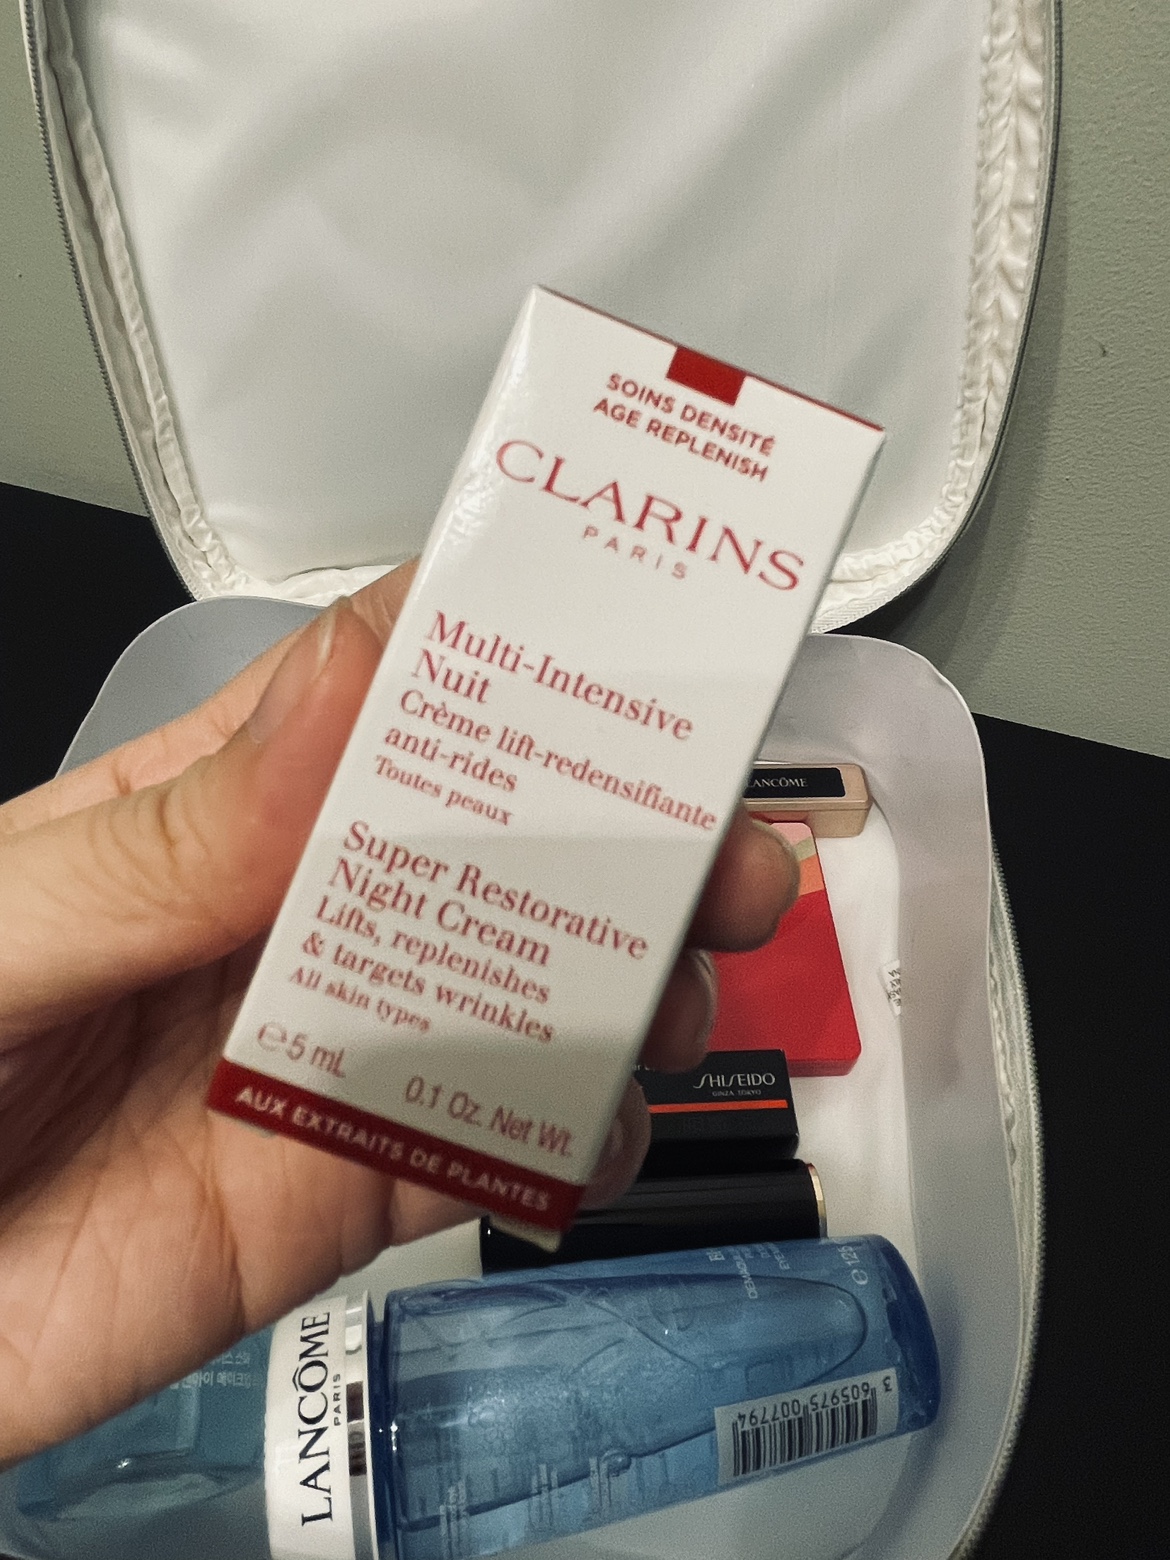 SOINS DENSITÉ
AGE REPLENISH
CLARINS
PARIS
Multi-Intensive
Nuit
Crème lift-redensifiante
anti-rides
Toutes peaux
Super Restorative
Night Cream
Lifts, replenishes
& targets wrinkles
All skin types
℮ 5 mL 0.1 Oz. Net Wt.
AUX EXTRAITS DE PLANTES
LANCÔME
SHISEIDO
GINZA TOKYO
LANCÔME
PARIS
3 605975 007794